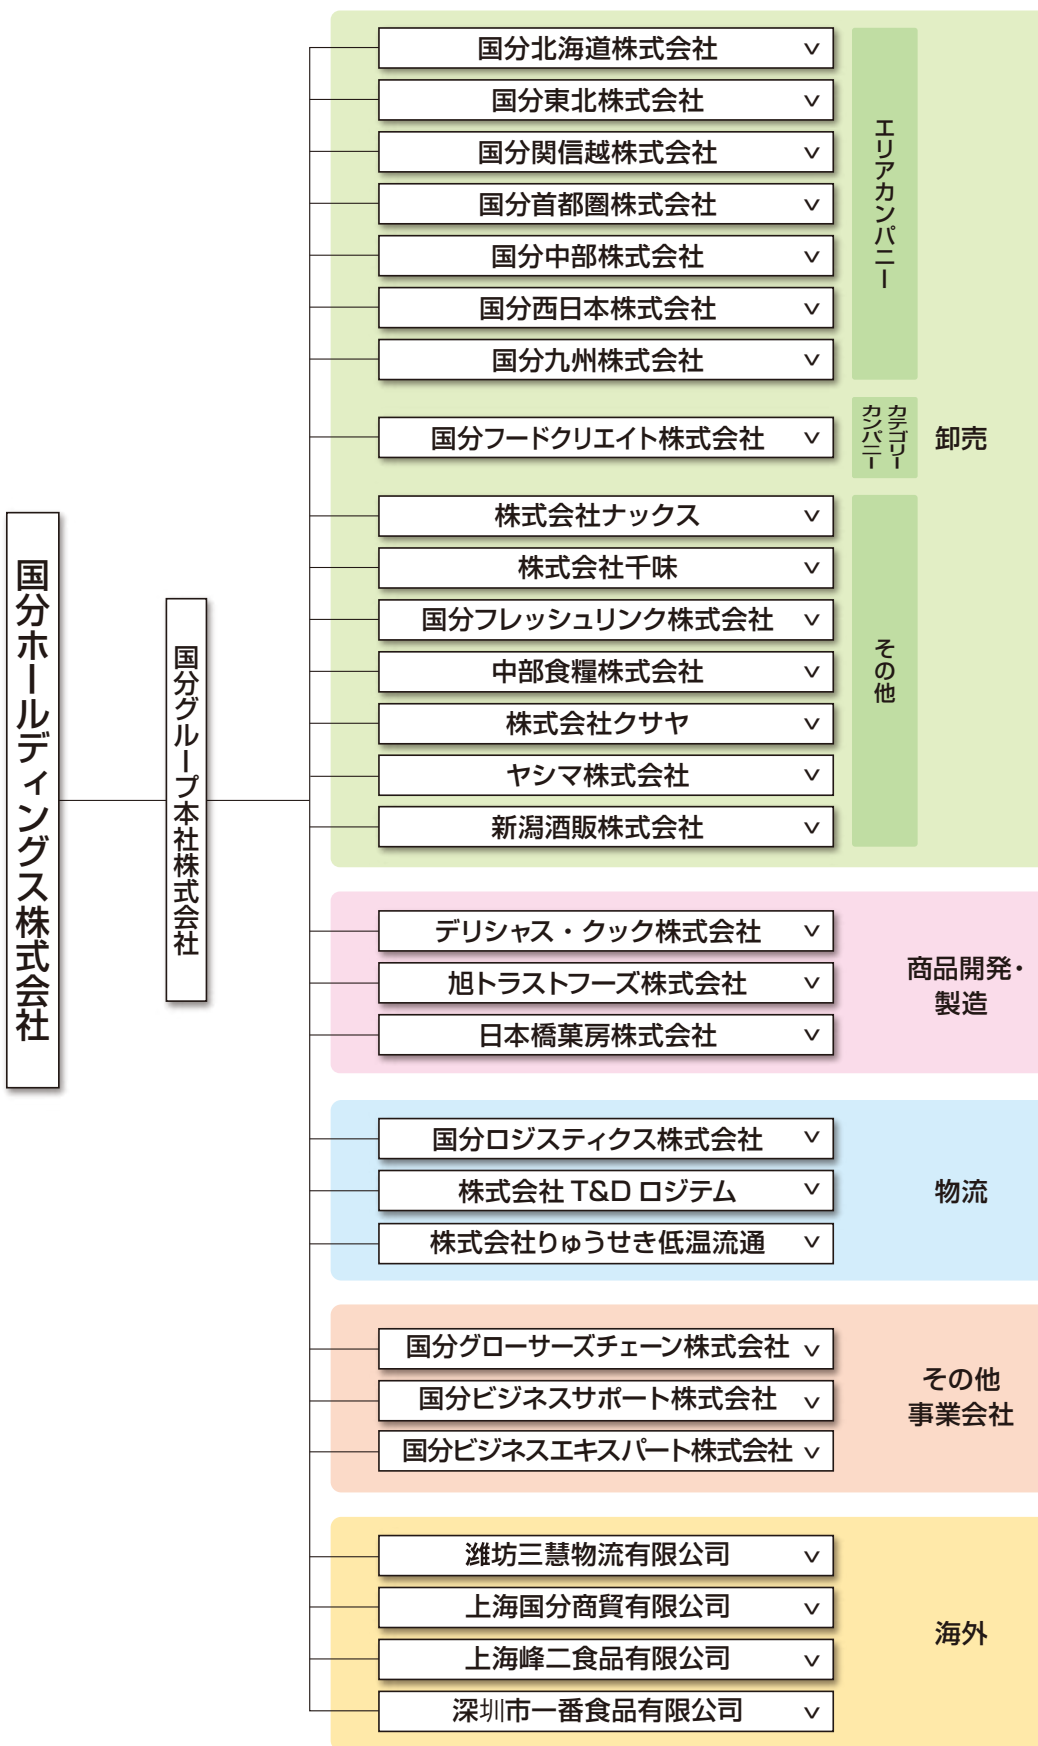 国分ホールディングス株式会社
国分グループ本社株式会社
国分北海道株式会社
国分東北株式会社
国分関信越株式会社
国分首都圏株式会社
国分中部株式会社
国分西日本株式会社
国分九州株式会社
エリアカンパニー
国分フードクリエイト株式会社
カテゴリー
カンパニー
卸売
株式会社ナックス
株式会社千味
国分フレッシュリンク株式会社
中部食糧株式会社
株式会社クサヤ
ヤシマ株式会社
新潟酒販株式会社
その他
デリシャス・クック株式会社
旭トラストフーズ株式会社
日本橋菓房株式会社
商品開発・
製造
国分ロジスティクス株式会社
株式会社 T&D ロジテム
株式会社りゅうせき低温流通
物流
国分グローサーズチェーン株式会社
国分ビジネスサポート株式会社
国分ビジネスエキスパート株式会社
その他
事業会社
濰坊三慧物流有限公司
上海国分商貿有限公司
上海峰二食品有限公司
深圳市一番食品有限公司
海外